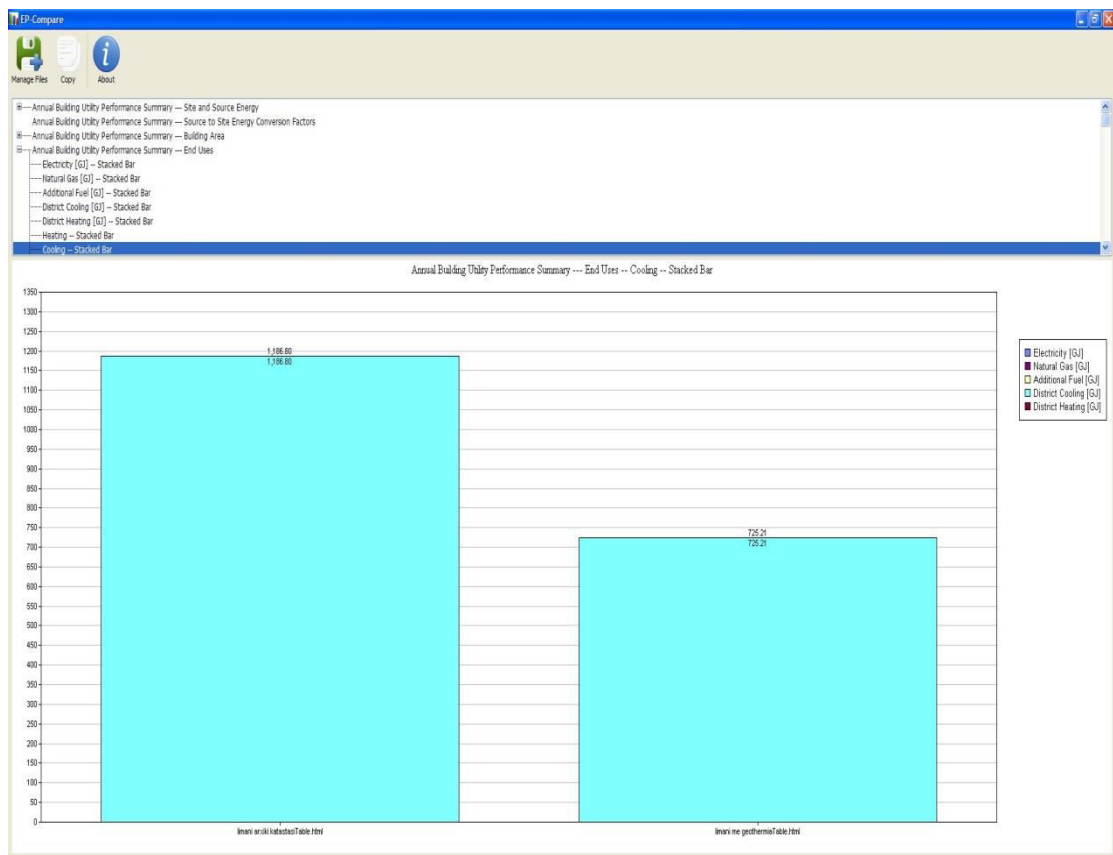 EP-Compare
Manage Files Copy About
Annual Building Utility Performance Summary --- Site and Source Energy
Annual Building Utility Performance Summary --- Source to Site Energy Conversion Factors
Annual Building Utility Performance Summary --- Building Area
Annual Building Utility Performance Summary --- End Uses
Electricity [GJ] -- Stacked Bar
Natural Gas [GJ] -- Stacked Bar
Additional Fuel [GJ] -- Stacked Bar
District Cooling [GJ] -- Stacked Bar
District Heating [GJ] -- Stacked Bar
Heating -- Stacked Bar
Cooling -- Stacked Bar
Annual Building Utility Performance Summary --- End Uses -- Cooling -- Stacked Bar
1350
1300
1250
1200
1150
1100
1050
1000
950
900
850
800
750
700
650
600
550
500
450
400
350
300
250
200
150
100
50
0
1,186.80
1,186.80
725.21
725.21
limani arxiki katastasiTable.html
limani me geothermiaTable.html
Electricity [GJ]
Natural Gas [GJ]
Additional Fuel [GJ]
District Cooling [GJ]
District Heating [GJ]